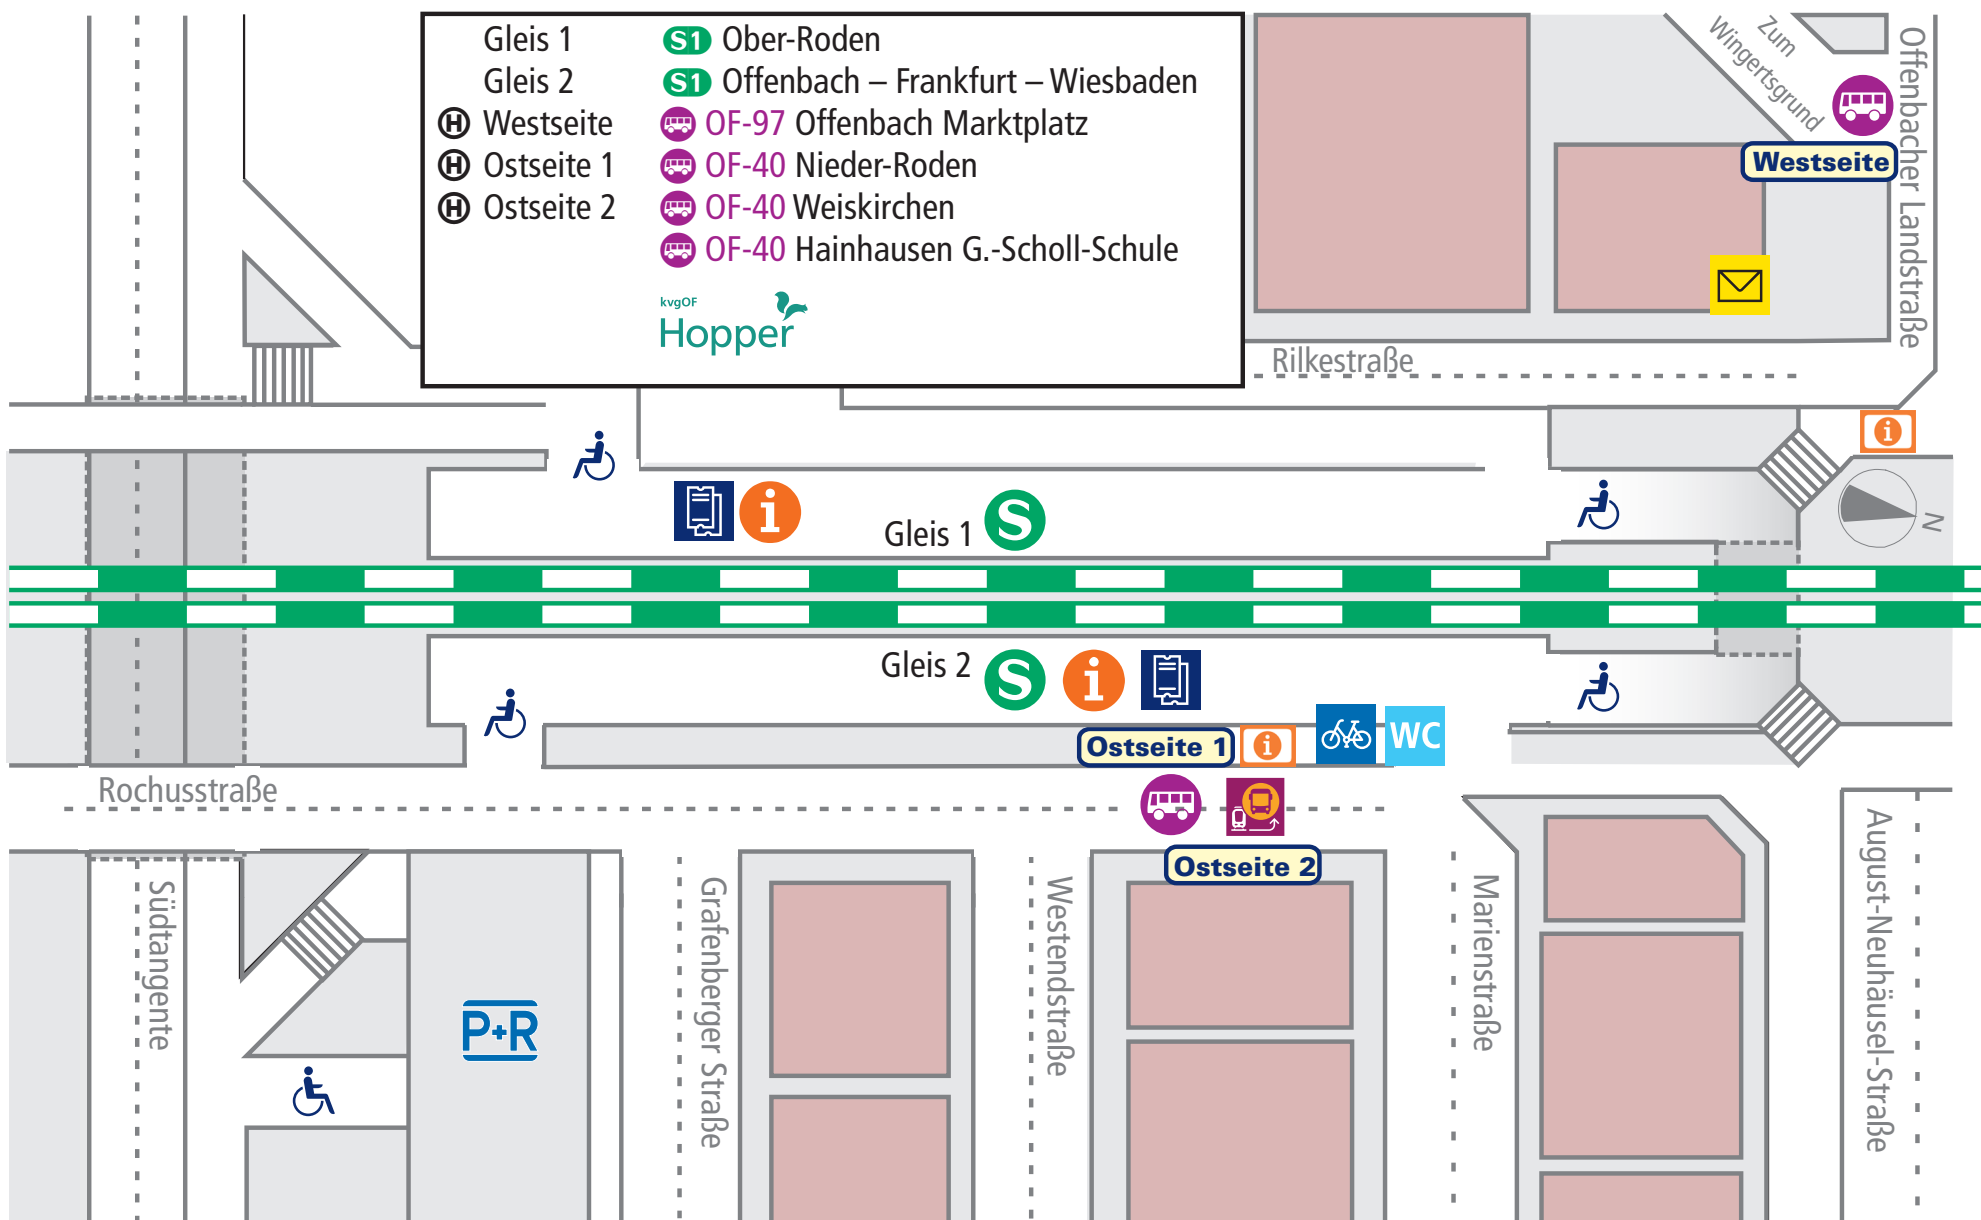 Gleis 1 S1 Ober-Roden
Gleis 2 S1 Offenbach – Frankfurt – Wiesbaden
H Westseite OF-97 Offenbach Marktplatz
H Ostseite 1 OF-40 Nieder-Roden
H Ostseite 2 OF-40 Weiskirchen
OF-40 Hainhausen G.-Scholl-Schule
kvgOF
Hopper
Zum
Wingertsgrund
Offenbacher Landstraße
Westseite
Rilkestraße
i
i
Gleis 1 S
N
Gleis 2 S i
Ostseite 1 i WC
Rochusstraße
Ostseite 2
Südtangente
P+R
Grafenberger Straße
Westendstraße
Marienstraße
August-Neuhäusel-Straße